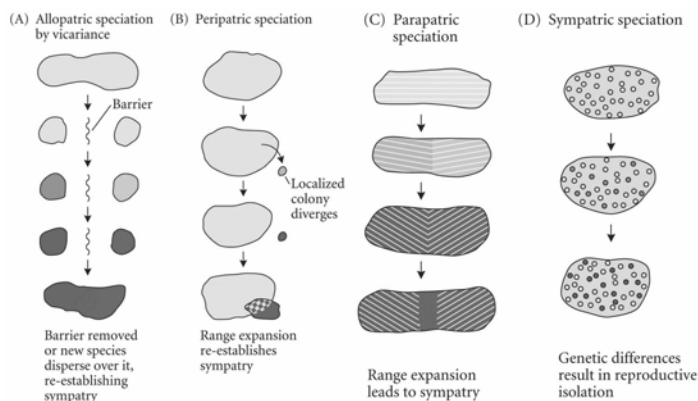 (A) Allopatric speciation
by vicariance
Barrier
Barrier removed
or new species
disperse over it,
re-establishing
sympatry
(B) Peripatric speciation
Localized
colony
diverges
Range expansion
re-establishes
sympatry
(C) Parapatric
speciation
Range expansion
leads to sympatry
(D) Sympatric speciation
Genetic differences
result in reproductive
isolation